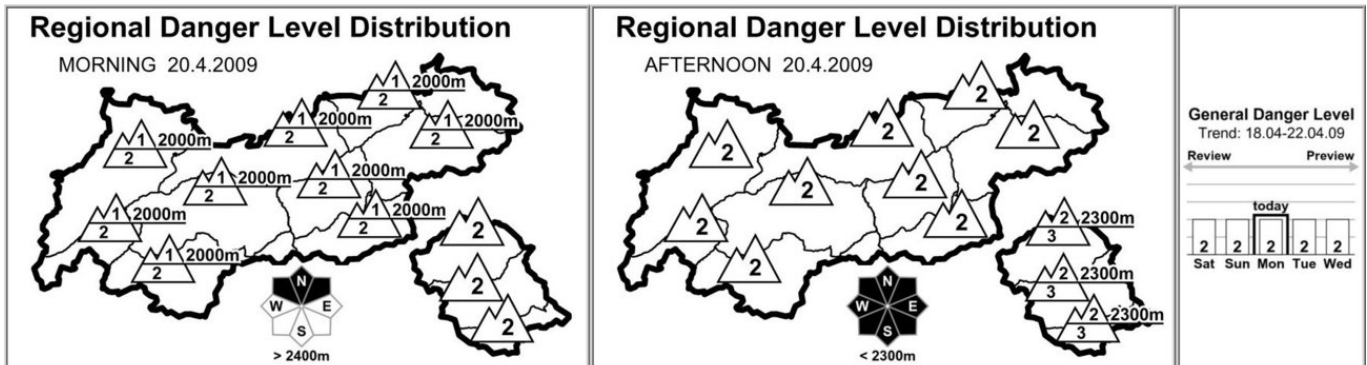 Regional Danger Level Distribution
MORNING 20.4.2009
1 2000m
2
1 2000m
2
1 2000m
2
1 2000m
2
1 2000m
2
1 2000m
2
1 2000m
2
1 2000m
2
1 2000m
2
2
2
2
N
W E
S
> 2400m
Regional Danger Level Distribution
AFTERNOON 20.4.2009
2
2
2
2
2
2
2
2
2
2 2300m
3
2 2300m
3
2 2300m
3
N
W E
S
< 2300m
General Danger Level
Trend: 18.04-22.04.09
Review Preview
today
2 2 2 2 2
Sat Sun Mon Tue Wed